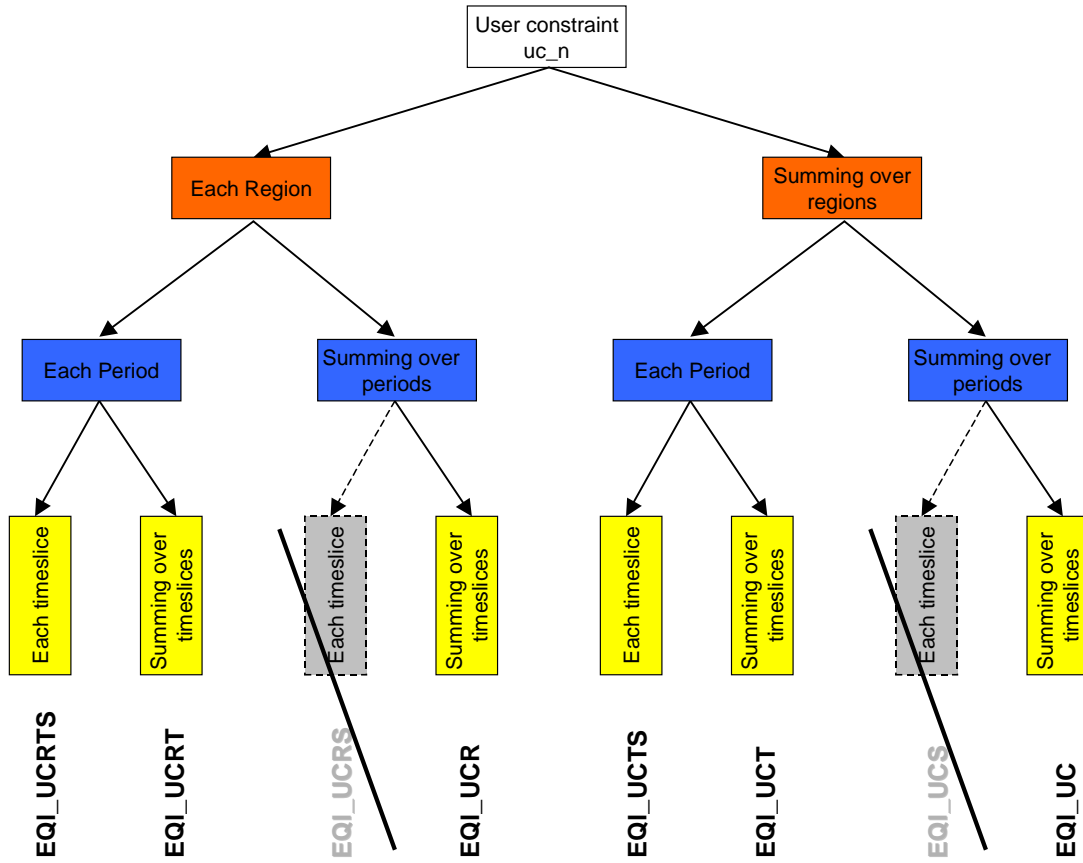 User constraint
uc_n
Each Region
Summing over
regions
Each Period
Summing over
periods
Each Period
Summing over
periods
Each timeslice
Summing over
timeslices
Each timeslice
Summing over
timeslices
Each timeslice
Summing over
timeslices
Each timeslice
Summing over
timeslices
EQI_UCRTS
EQI_UCRT
EQI_UCRS
EQI_UCR
EQI_UCTS
EQI_UCT
EQI_UCS
EQI_UC